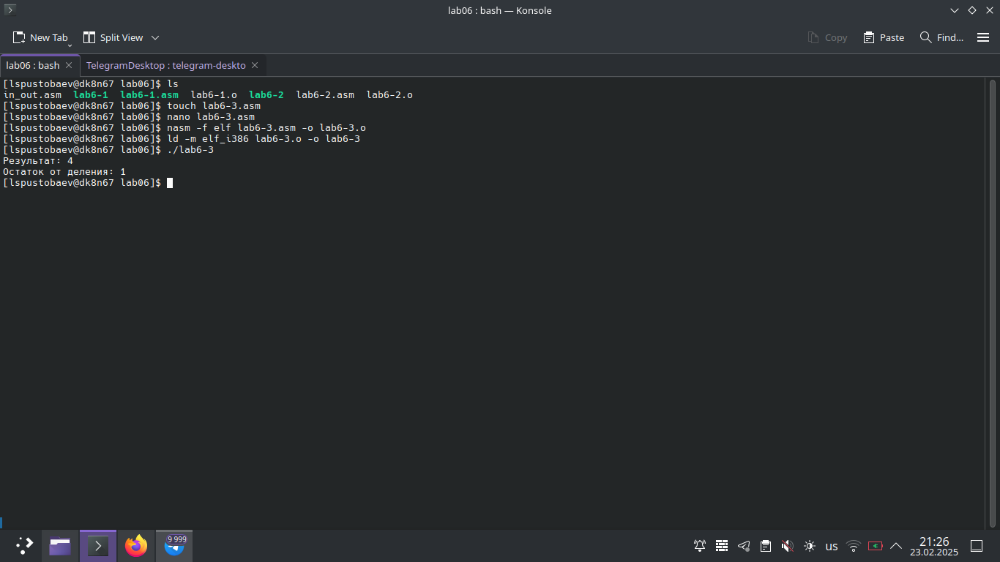 lab06 : bash — Konsole
New Tab Split View Copy Paste Find...
lab06 : bash TelegramDesktop : telegram-deskto
[lspustobaev@dk8n67 lab06]$ ls
in_out.asm lab6-1 lab6-1.asm lab6-1.o lab6-2 lab6-2.asm lab6-2.o
[lspustobaev@dk8n67 lab06]$ touch lab6-3.asm
[lspustobaev@dk8n67 lab06]$ nano lab6-3.asm
[lspustobaev@dk8n67 lab06]$ nasm -f elf lab6-3.asm -o lab6-3.o
[lspustobaev@dk8n67 lab06]$ ld -m elf_i386 lab6-3.o -o lab6-3
[lspustobaev@dk8n67 lab06]$ ./lab6-3
Результат: 4
Остаток от деления: 1
[lspustobaev@dk8n67 lab06]$
9 999
us
21:26
23.02.2025